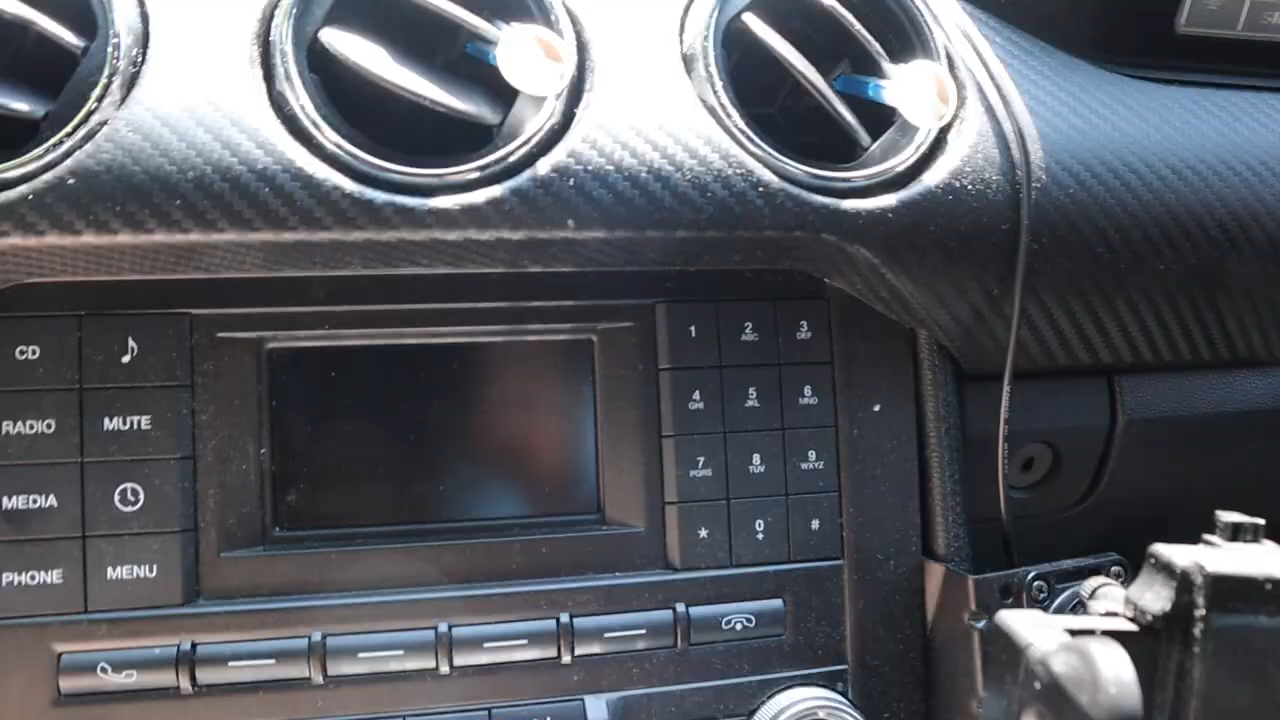 CD
RADIO
MUTE
MEDIA
PHONE
MENU
1
2
ABC
3
DEF
4
GHI
5
JKL
6
MNO
7
PQRS
8
TUV
9
WXYZ
*
0
+
#